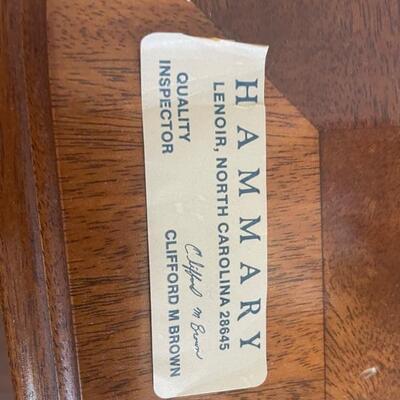 HAMMARY
LENOIR, NORTH CAROLINA 28645
Clifford M Brown
QUALITY
INSPECTOR
CLIFFORD M BROWN